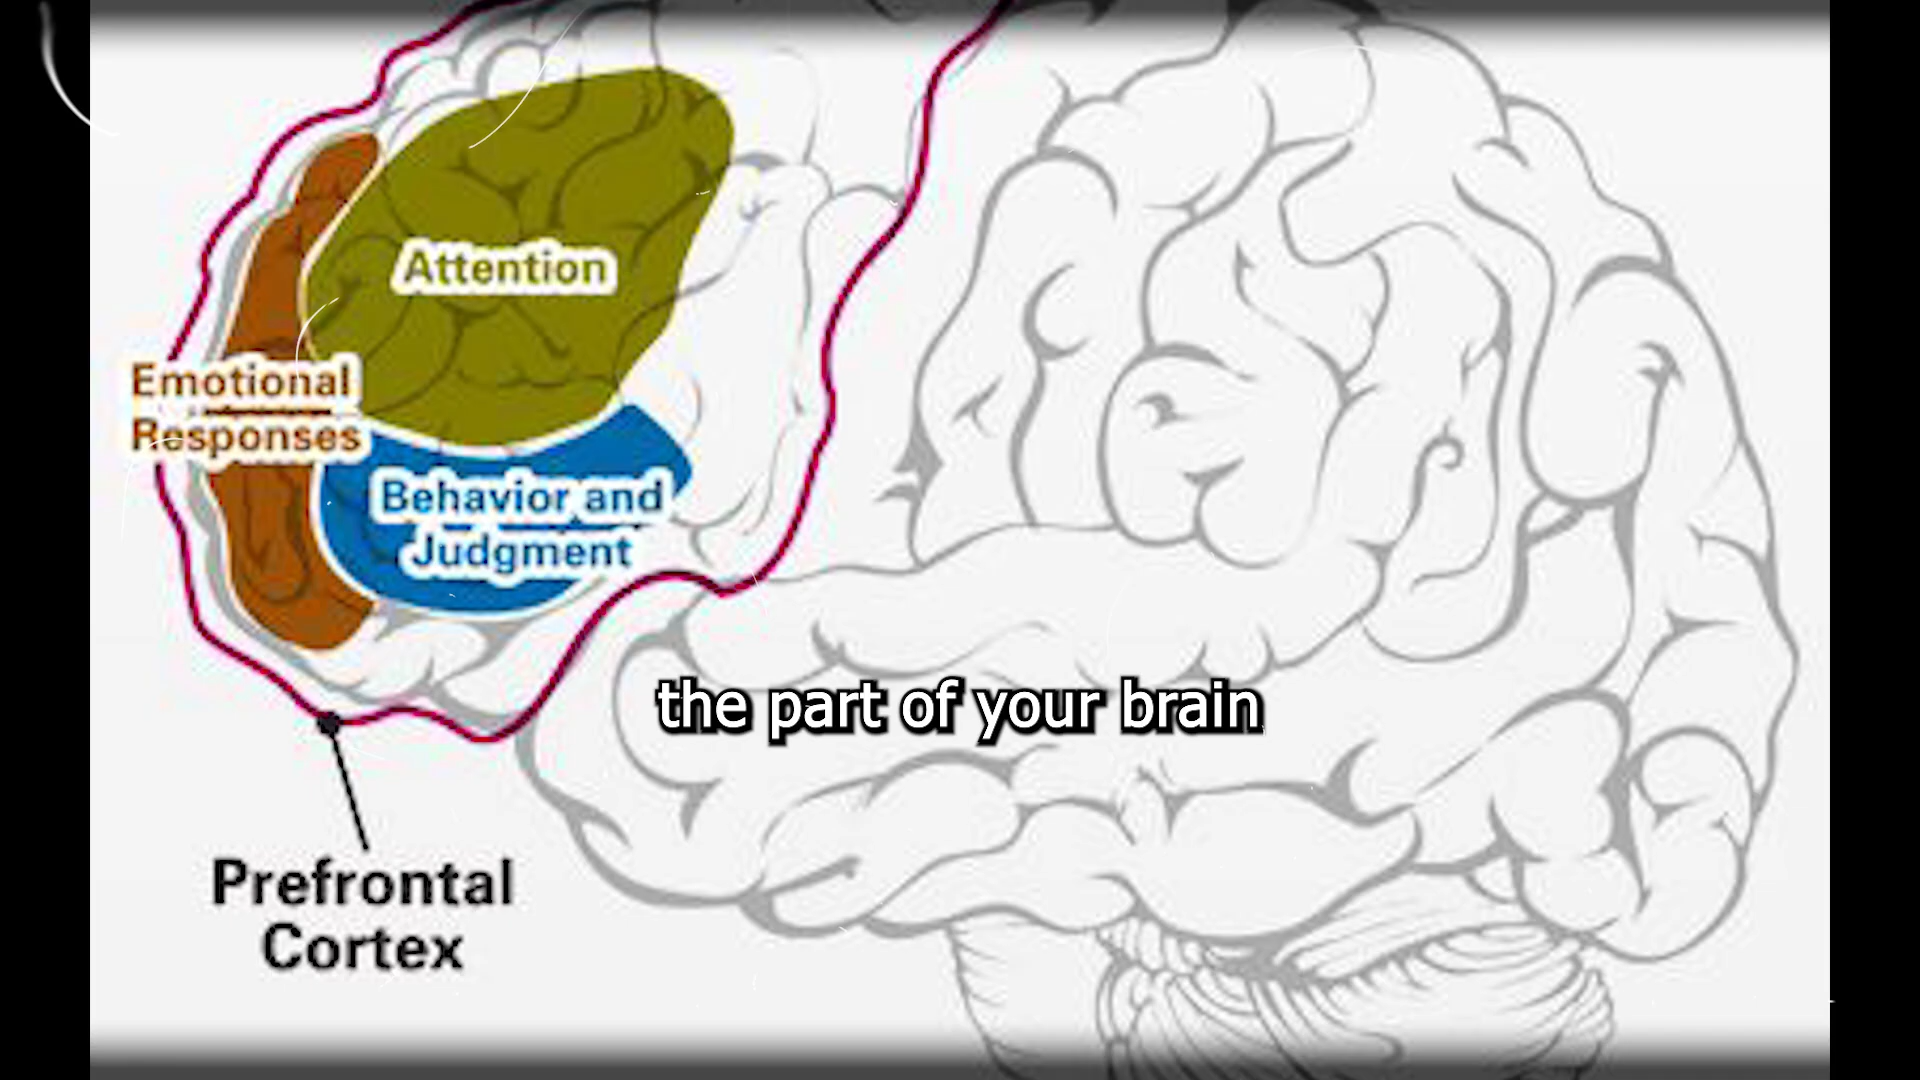 Attention
Emotional
Responses
Behavior and
Judgment
the part of your brain
Prefrontal
Cortex